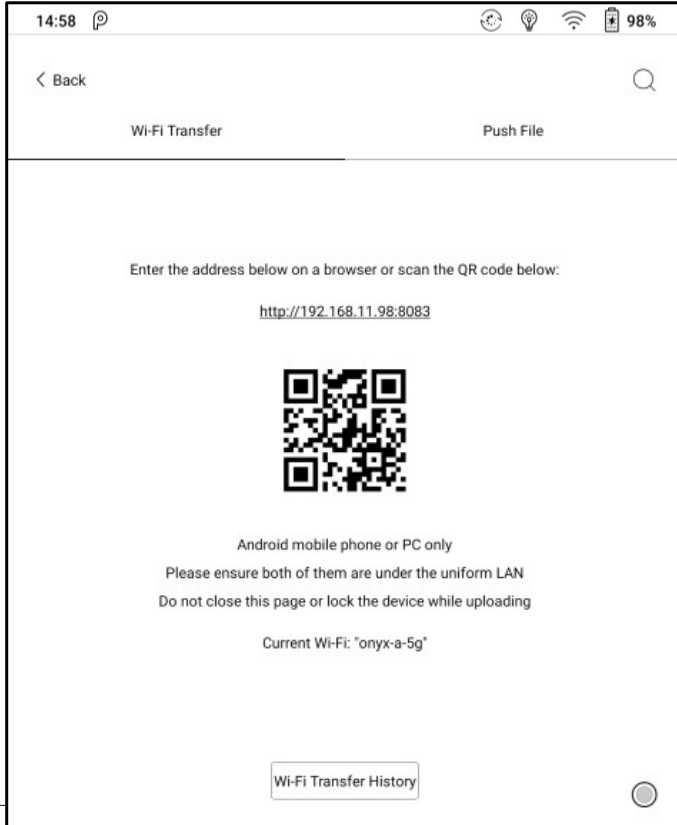 14:58 98%
Back
Wi-Fi Transfer Push File
Enter the address below on a browser or scan the QR code below:
http://192.168.11.98:8083
Android mobile phone or PC only
Please ensure both of them are under the uniform LAN
Do not close this page or lock the device while uploading
Current Wi-Fi: "onyx-a-5g"
Wi-Fi Transfer History